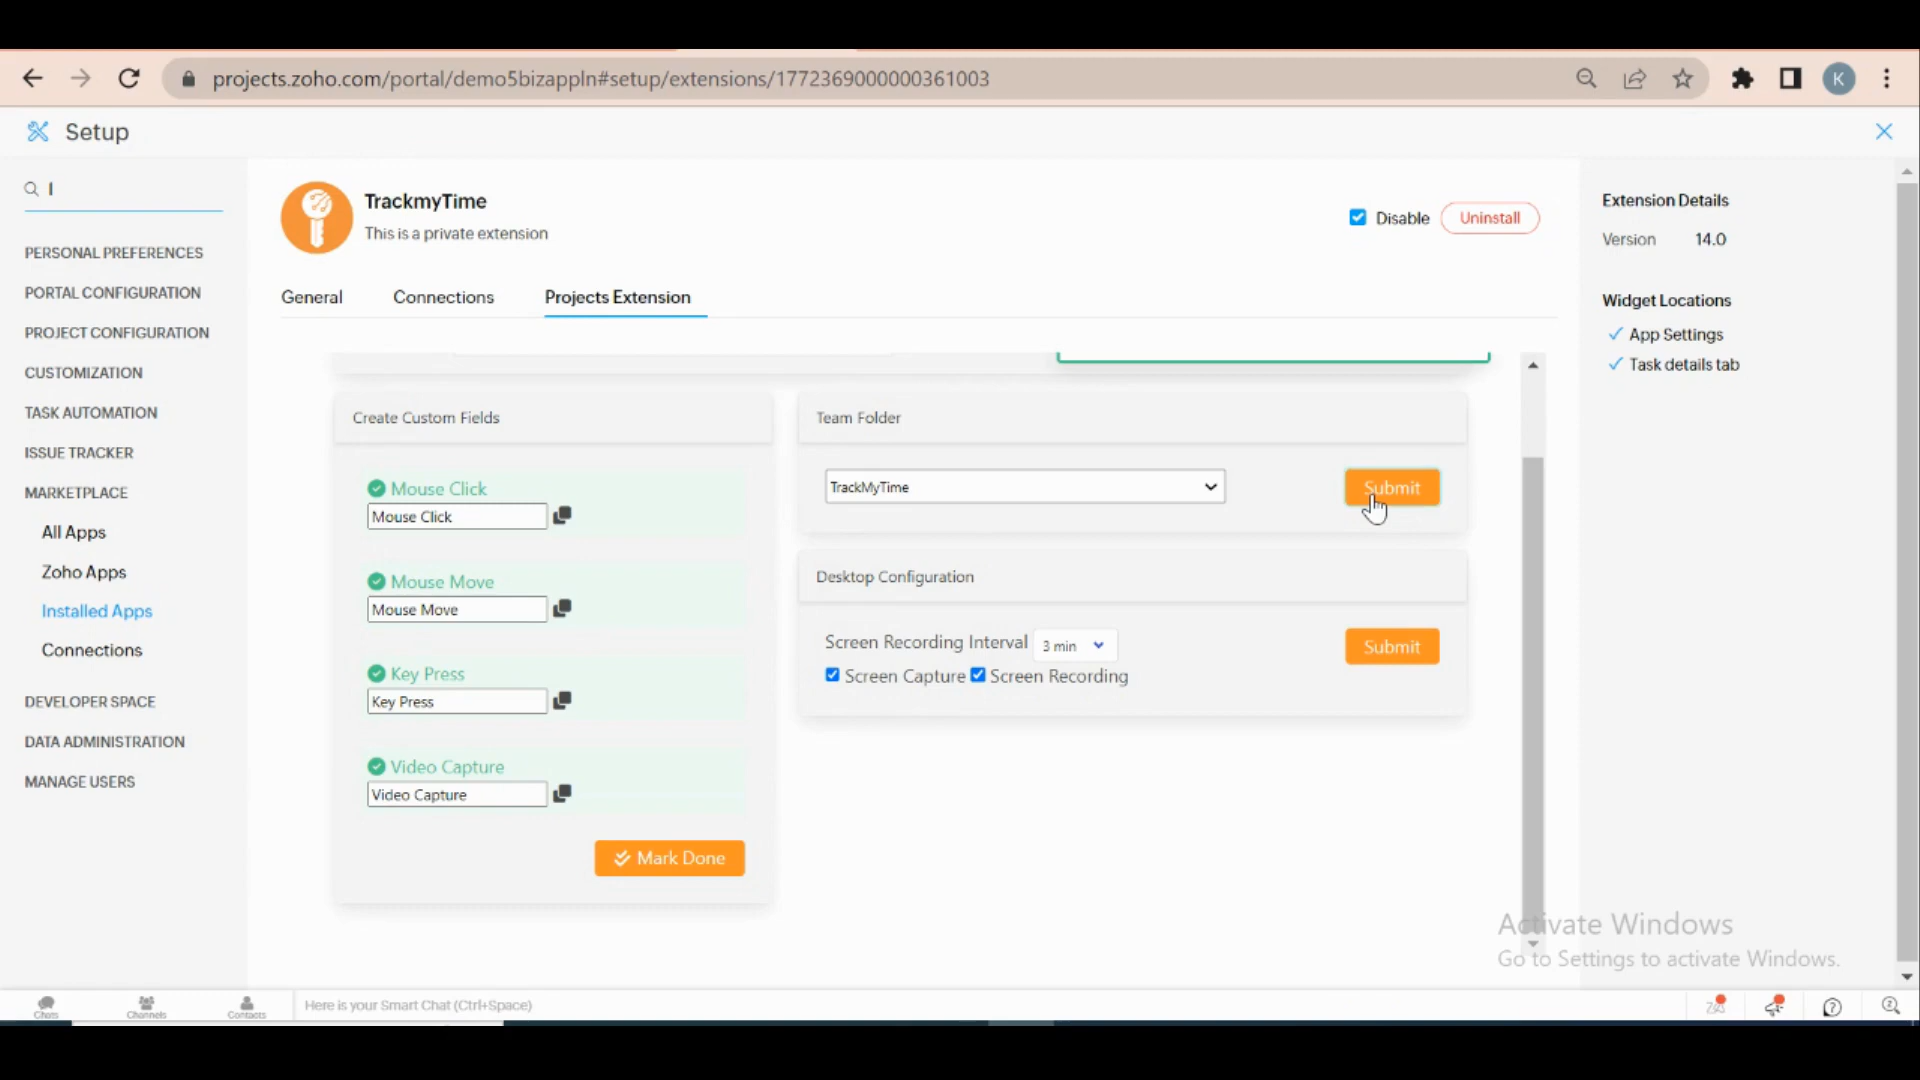 projects.zoho.com/portal/demo5bizappln#setup/extensions/1772369000000361003
K
Setup
l
PERSONAL PREFERENCES
PORTAL CONFIGURATION
PROJECT CONFIGURATION
CUSTOMIZATION
TASK AUTOMATION
ISSUE TRACKER
MARKETPLACE
All Apps
Zoho Apps
Installed Apps
Connections
DEVELOPER SPACE
DATA ADMINISTRATION
MANAGE USERS
TrackmyTime
This is a private extension
Disable
Uninstall
General
Connections
Projects Extension
Create Custom Fields
Mouse Click
Mouse Click
Mouse Move
Mouse Move
Key Press
Key Press
Video Capture
Video Capture
Mark Done
Team Folder
TrackMyTime
Submit
Desktop Configuration
Screen Recording Interval 3 min
Submit
Screen Capture Screen Recording
Extension Details
Version 14.0
Widget Locations
App Settings
Task details tab
Activate Windows
Go to Settings to activate Windows.
Chats
Channels
Contacts
Here is your Smart Chat (Ctrl+Space)